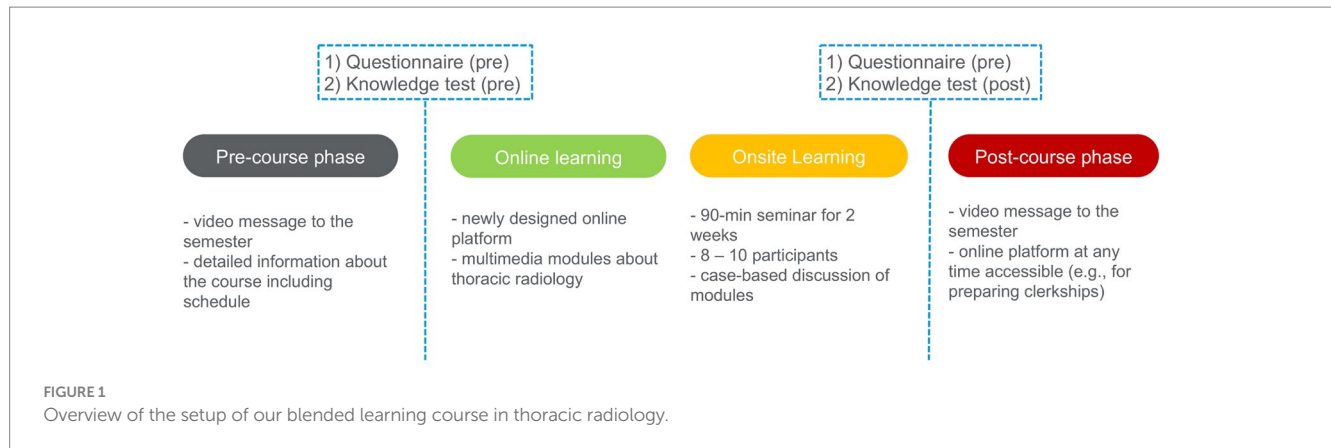 1) Questionnaire (pre)
2) Knowledge test (pre)
1) Questionnaire (pre)
2) Knowledge test (post)
Pre-course phase
Online learning
Onsite Learning
Post-course phase
- video message to the
semester
- detailed information about
the course including
schedule
- newly designed online
platform
- multimedia modules about
thoracic radiology
- 90-min seminar for 2
weeks
- 8 – 10 participants
- case-based discussion of
modules
- video message to the
semester
- online platform at any
time accessible (e.g., for
preparing clerkships)
FIGURE 1
Overview of the setup of our blended learning course in thoracic radiology.